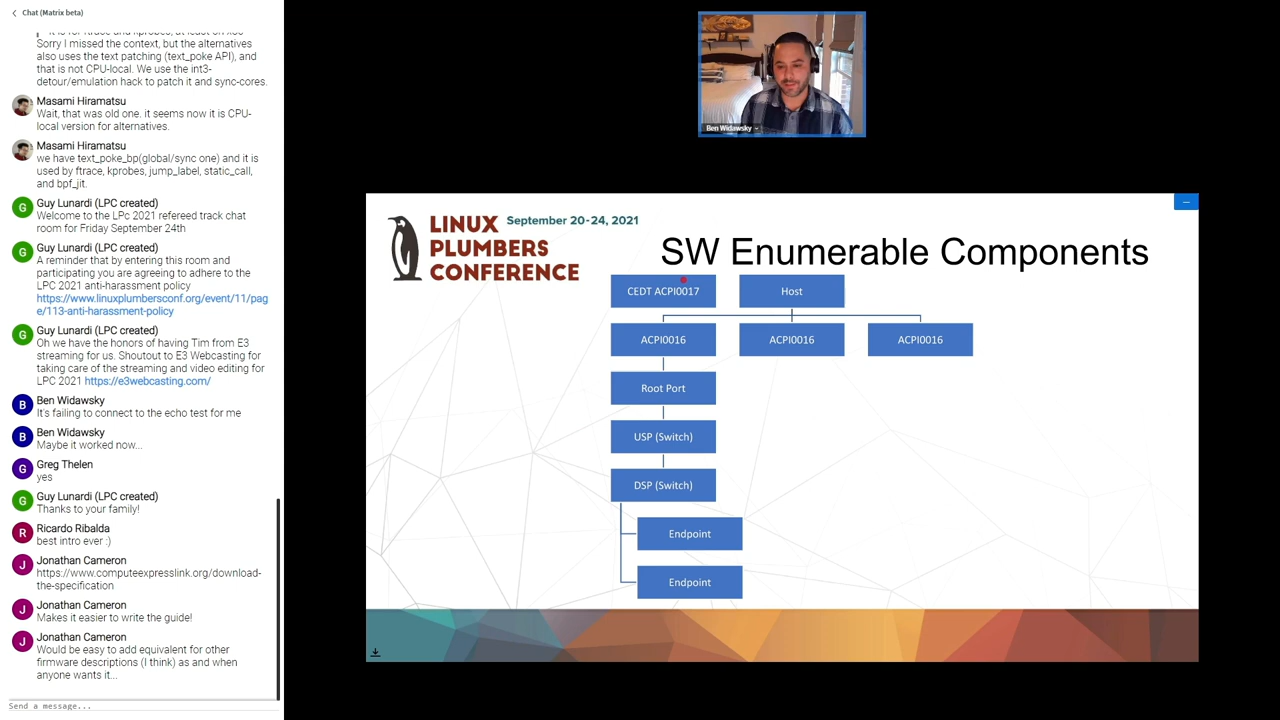 Chat (Matrix beta)
Sorry I missed the context, but the alternatives
also uses the text patching (text_poke API), and
that is not CPU-local. We use the int3-
detour/emulation hack to patch it and sync-cores.
Masami Hiramatsu
Wait, that was old one. it seems now it is CPU-
local version for alternatives.
Masami Hiramatsu
we have text_poke_bp(global/sync one) and it is
used by ftrace, kprobes, jump_label, static_call,
and bpf_jit.
G
Guy Lunardi (LPC created)
Welcome to the LPc 2021 refereed track chat
room for Friday September 24th
G
Guy Lunardi (LPC created)
A reminder that by entering this room and
participating you are agreeing to adhere to the
LPC 2021 anti-harassment policy
https://www.linuxplumbersconf.org/event/11/pag
e/113-anti-harassment-policy
G
Guy Lunardi (LPC created)
Oh we have the honors of having Tim from E3
streaming for us. Shoutout to E3 Webcasting for
taking care of the streaming and video editing for
LPC 2021 https://e3webcasting.com/
B
Ben Widawsky
It's failing to connect to the echo test for me
B
Ben Widawsky
Maybe it worked now...
G
Greg Thelen
yes
G
Guy Lunardi (LPC created)
Thanks to your family!
R
Ricardo Ribalda
best intro ever :)
J
Jonathan Cameron
https://www.computeexpresslink.org/download-
the-specification
J
Jonathan Cameron
Makes it easier to write the guide!
J
Jonathan Cameron
Would be easy to add equivalent for other
firmware descriptions (I think) as and when
anyone wants it...
Send a message...
Ben Widawsky
LINUX
PLUMBERS
CONFERENCE
September 20-24, 2021
SW Enumerable Components
CEDT ACPI0017
Host
ACPI0016
ACPI0016
ACPI0016
Root Port
USP (Switch)
DSP (Switch)
Endpoint
Endpoint